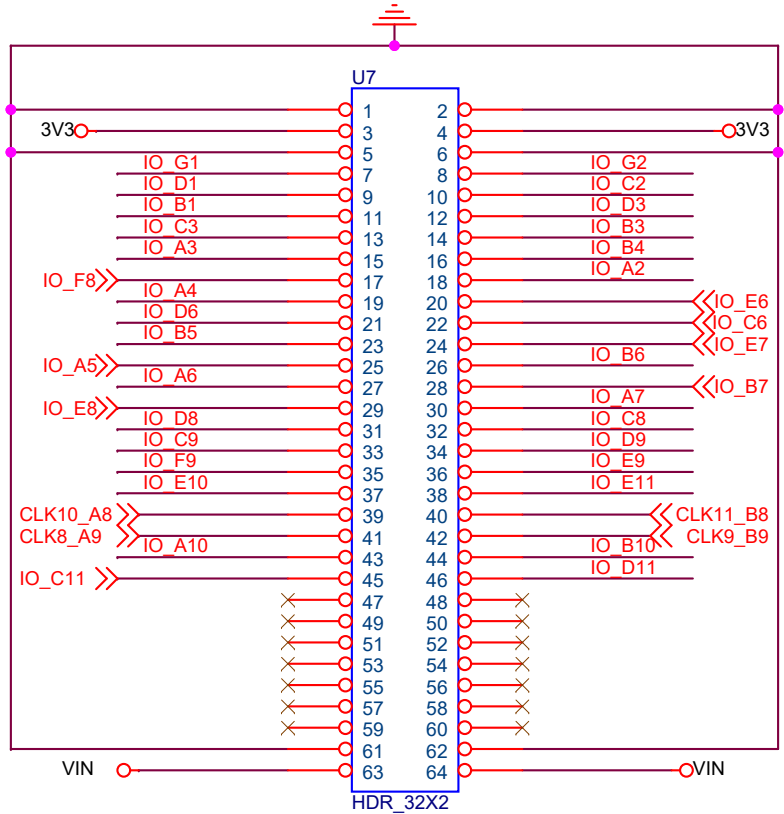 U7
1 2
3V3 3 4 3V3
5 6
IO_G1 7 8 IO_G2
IO_D1 9 10 IO_C2
IO_B1 11 12 IO_D3
IO_C3 13 14 IO_B3
IO_A3 15 16 IO_B4
IO_F8 17 18 IO_A2
IO_A4 19 20 IO_E6
IO_D6 21 22 IO_C6
IO_B5 23 24 IO_E7
IO_A5 25 26 IO_B6
IO_A6 27 28 IO_B7
IO_E8 29 30 IO_A7
IO_D8 31 32 IO_C8
IO_C9 33 34 IO_D9
IO_F9 35 36 IO_E9
IO_E10 37 38 IO_E11
CLK10_A8 39 40 CLK11_B8
CLK8_A9 41 42 CLK9_B9
IO_A10 43 44 IO_B10
IO_C11 45 46 IO_D11
47 48
49 50
51 52
53 54
55 56
57 58
59 60
61 62
VIN 63 64 VIN
HDR_32X2